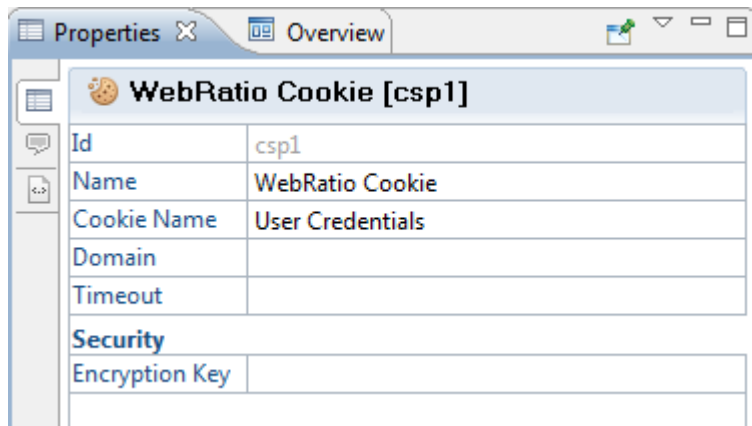 Properties Overview
WebRatio Cookie [csp1]
Id csp1
Name WebRatio Cookie
Cookie Name User Credentials
Domain
Timeout
Security
Encryption Key